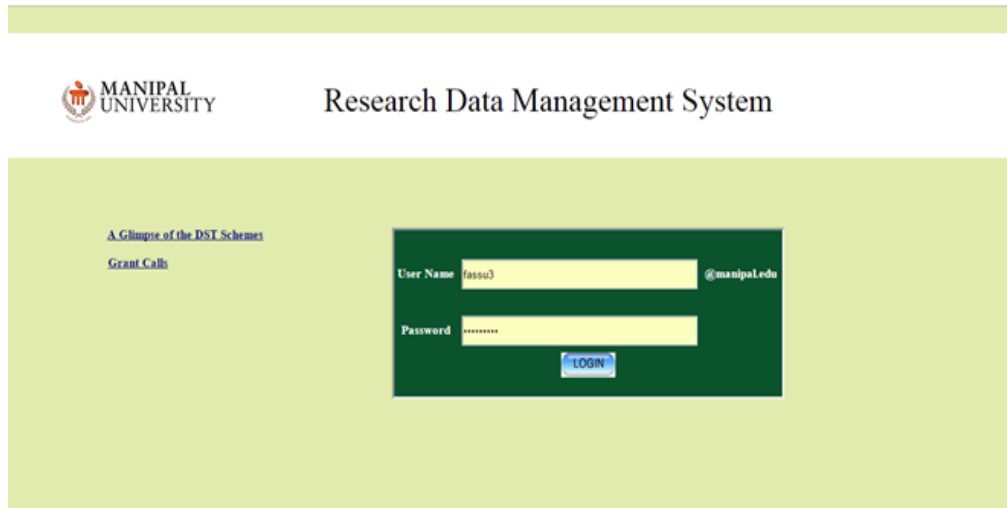 MANIPAL
UNIVERSITY
Research Data Management System
A Glimpse of the DST Schemes
Grant Calls
User Name fassu3 @manipal.edu
Password •••••••••
LOGIN